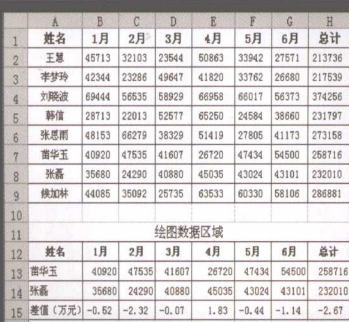 A B C D E F G H
1 姓名 1月 2月 3月 4月 5月 6月 总计
2 王慧 45713 32103 23544 50863 33942 27571 213736
3 李梦玲 42344 23286 49647 41820 33762 26680 217539
4 刘晓波 69444 56535 58929 66958 66017 56373 374256
5 韩信 28713 22013 52577 65250 24584 38660 231797
6 张恩雨 48153 66279 38329 51419 27805 41173 273158
7 苗华玉 40920 47535 41607 26720 47434 54500 258716
8 张磊 35680 24290 40880 45035 43024 43101 232010
9 候加林 44085 35092 25735 63533 60330 58106 286881
10
11 绘图数据区域
12 姓名 1月 2月 3月 4月 5月 6月 总计
13 苗华玉 40920 47535 41607 26720 47434 54500 258716
14 张磊 35680 24290 40880 45035 43024 43101 232010
15 差值（万元） -0.52 -2.32 -0.07 1.83 -0.44 -1.14 -2.67